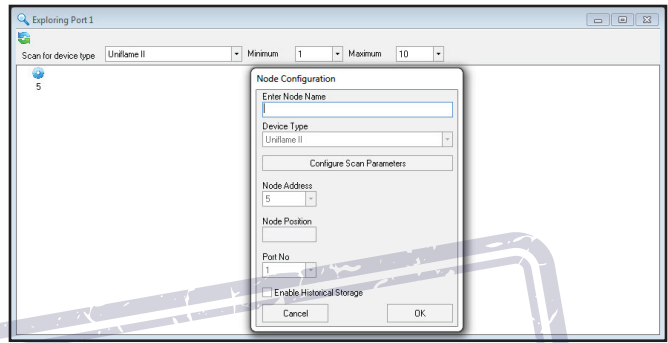 Exploring Port 1
Scan for device type Uniflame II Minimum 1 Maximum 10
5
Node Configuration
Enter Node Name
Device Type
Uniflame II
Configure Scan Parameters
Node Address
5
Node Position
Port No
1
Enable Historical Storage
Cancel OK